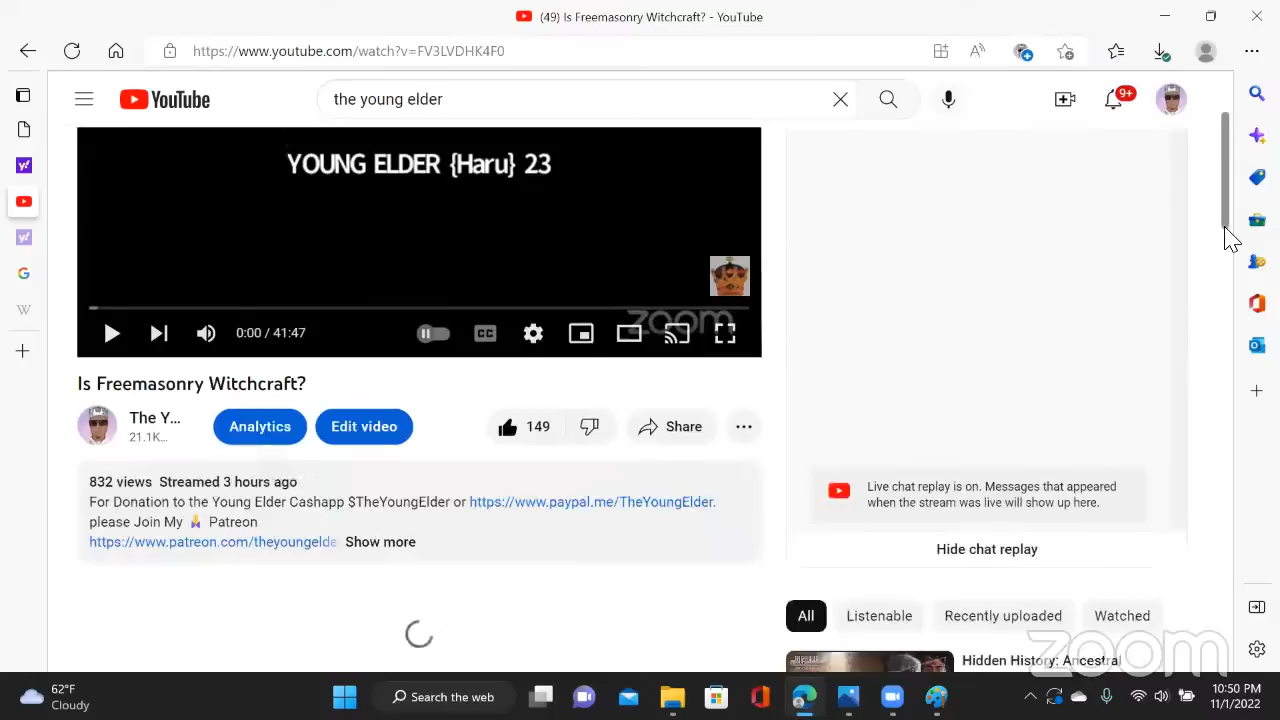 (49) Is Freemasonry Witchcraft? - YouTube
https://www.youtube.com/watch?v=FV3LVDHK4F0
YouTube
the young elder
9+
YOUNG ELDER {Haru} 23
zoom
0:00 / 41:47
CC
Is Freemasonry Witchcraft?
The Y...
21.1K...
Analytics
Edit video
149
Share
832 views Streamed 3 hours ago
For Donation to the Young Elder Cashapp $TheYoungElder or https://www.paypal.me/TheYoungElder.
please Join My 🙏 Patreon
https://www.patreon.com/theyoungelde Show more
Live chat replay is on. Messages that appeared
when the stream was live will show up here.
Hide chat replay
All
Listenable
Recently uploaded
Watched
Hidden History: Ancestral
zoom
62°F
Cloudy
Search the web
10:50 PM
11/1/2022